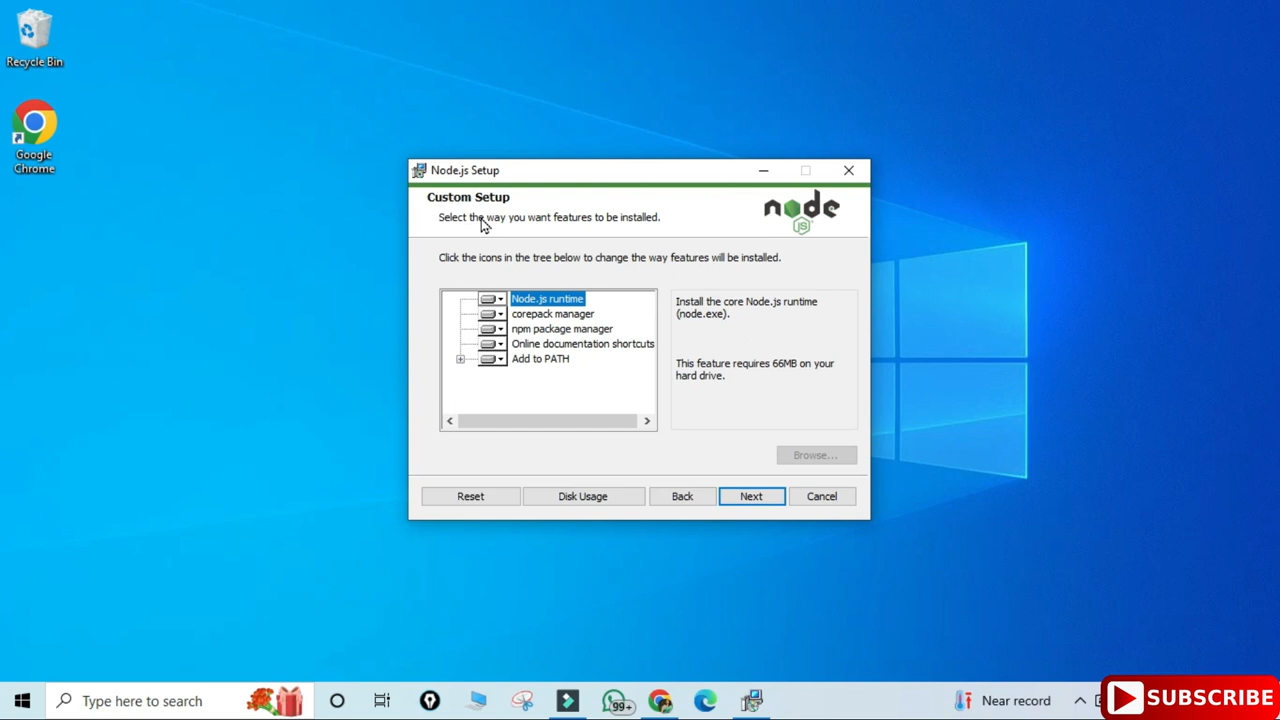 Recycle Bin
Google
Chrome
Node.js Setup
Custom Setup
Select the way you want features to be installed.
node
JS
Click the icons in the tree below to change the way features will be installed.
Node.js runtime
corepack manager
npm package manager
Online documentation shortcuts
Add to PATH
Install the core Node.js runtime
(node.exe).
This feature requires 66MB on your
hard drive.
Browse...
Reset
Disk Usage
Back
Next
Cancel
Type here to search
99+
Near record
SUBSCRIBE